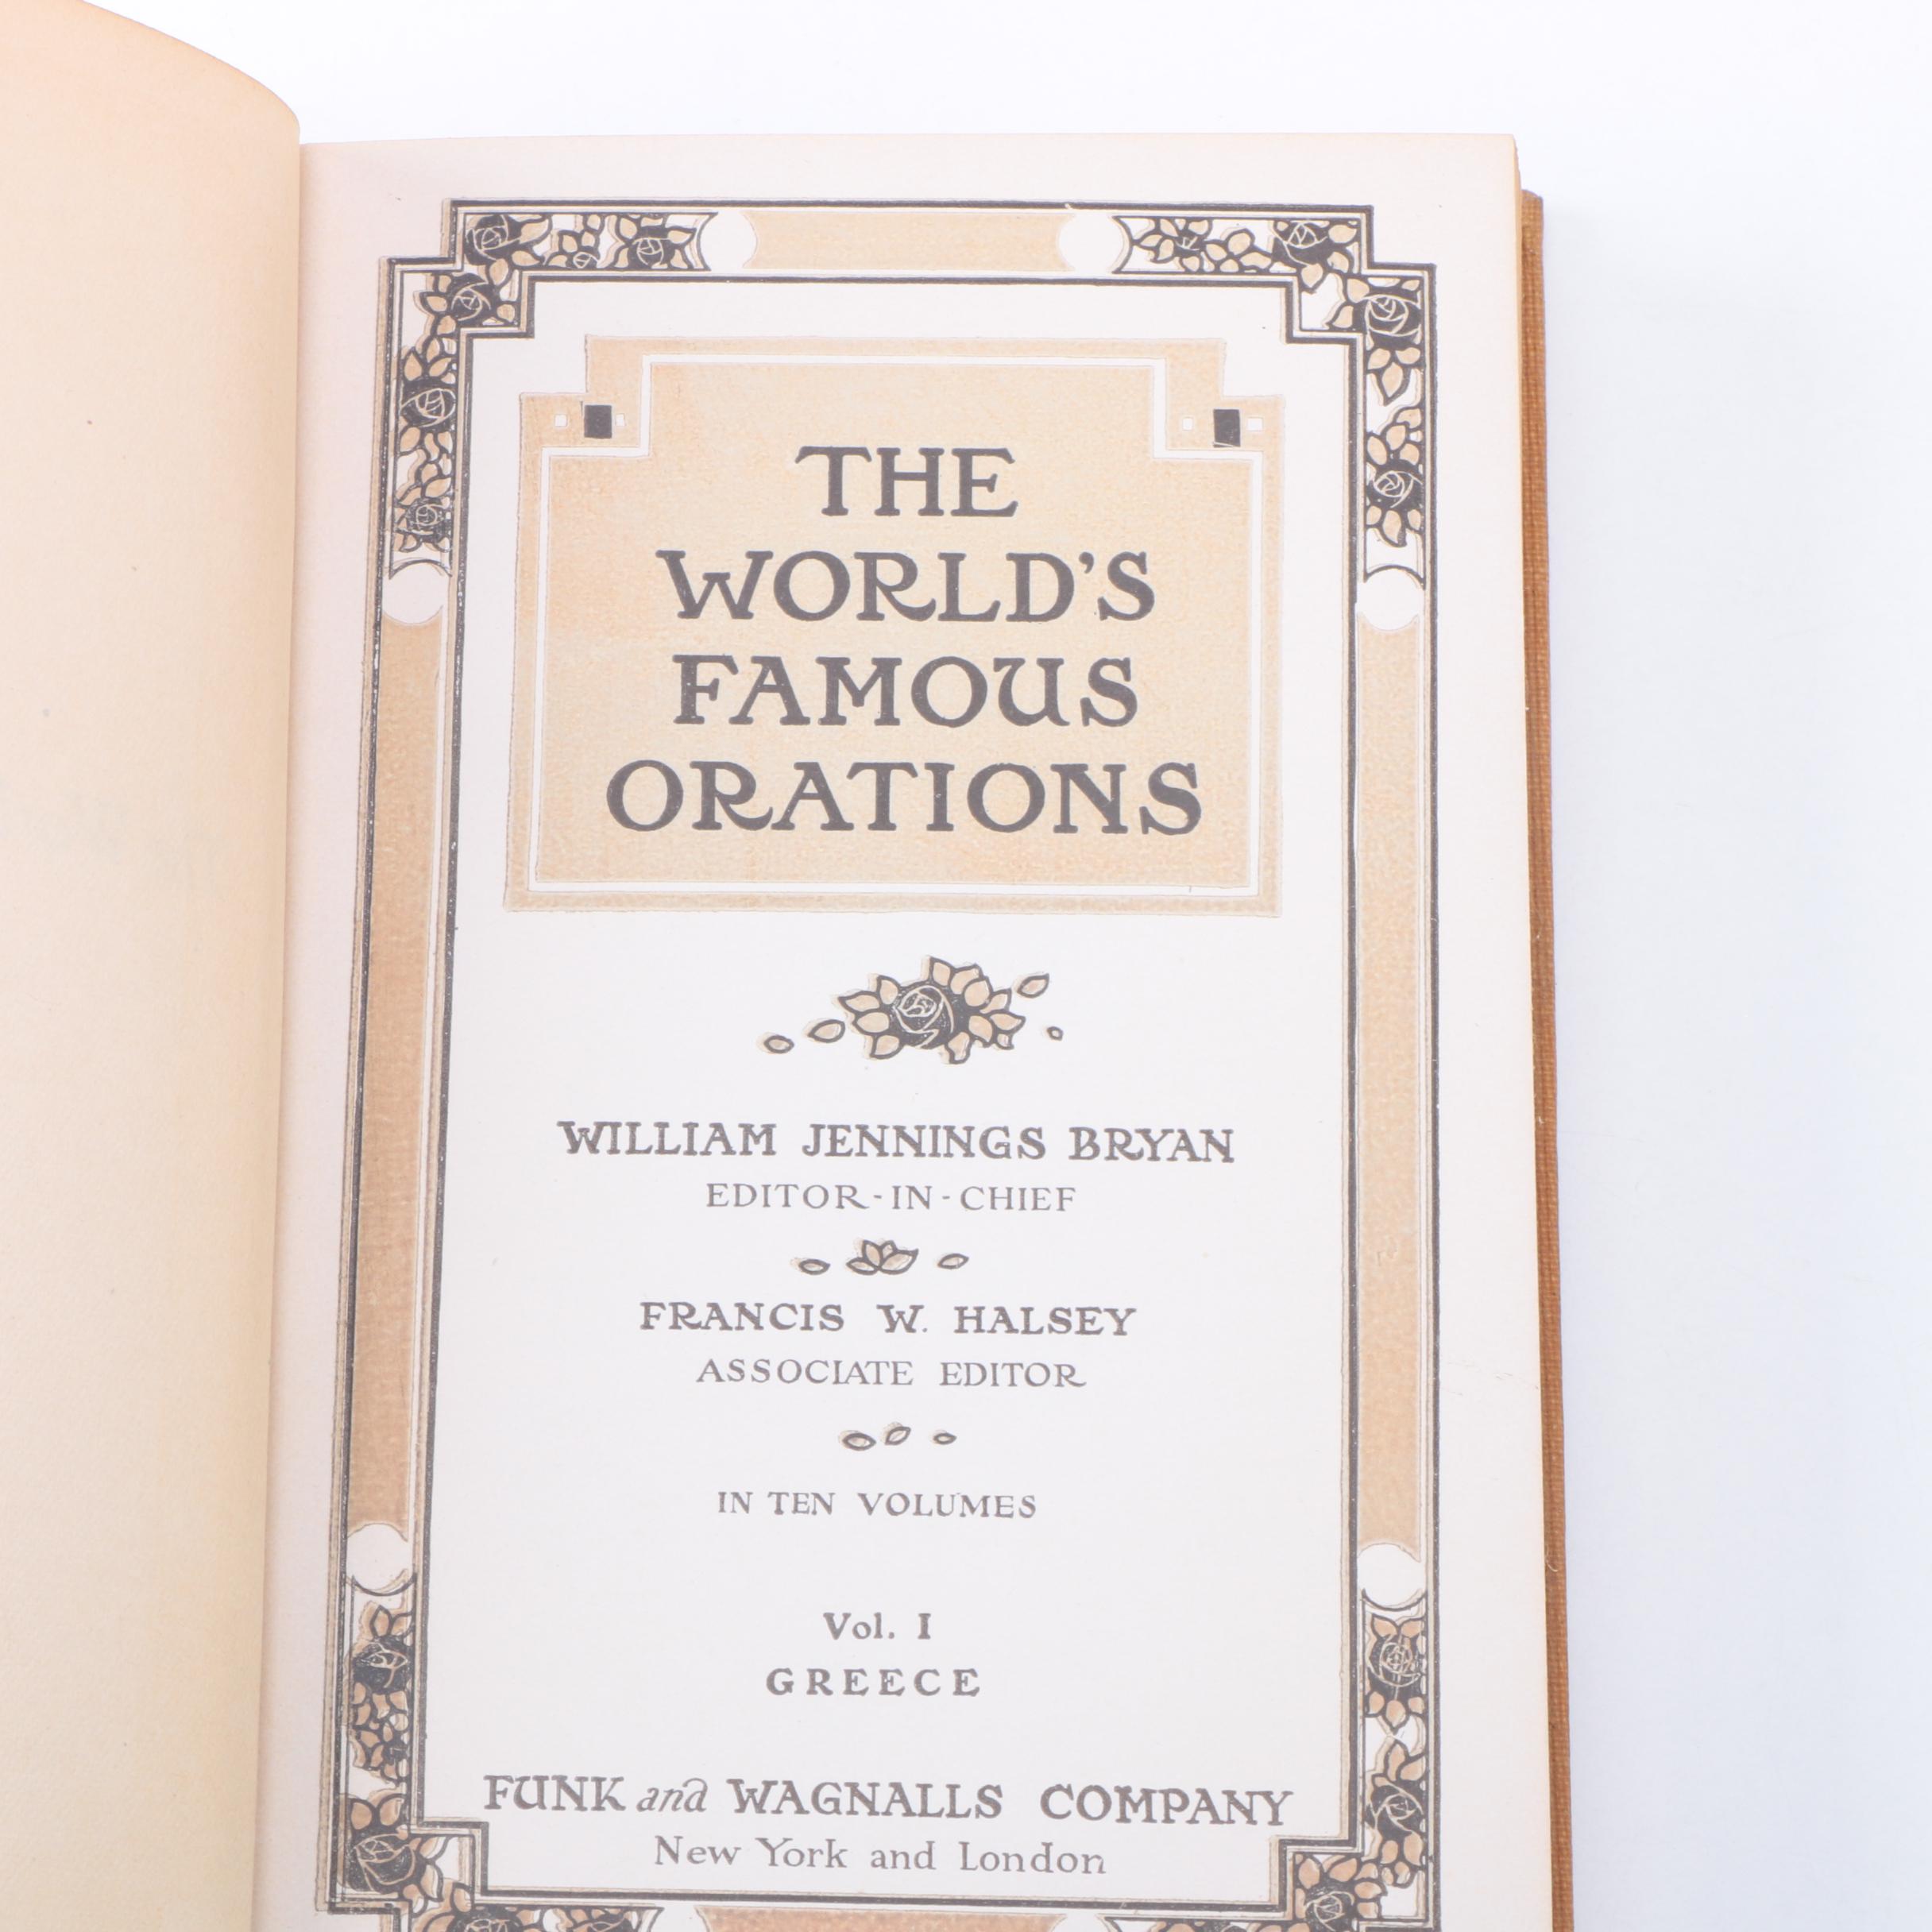 THE
WORLD'S
FAMOUS
ORATIONS
WILLIAM JENNINGS BRYAN
EDITOR-IN-CHIEF
FRANCIS W. HALSEY
ASSOCIATE EDITOR
IN TEN VOLUMES
Vol. I
GREECE
FUNK and WAGNALLS COMPANY
New York and London